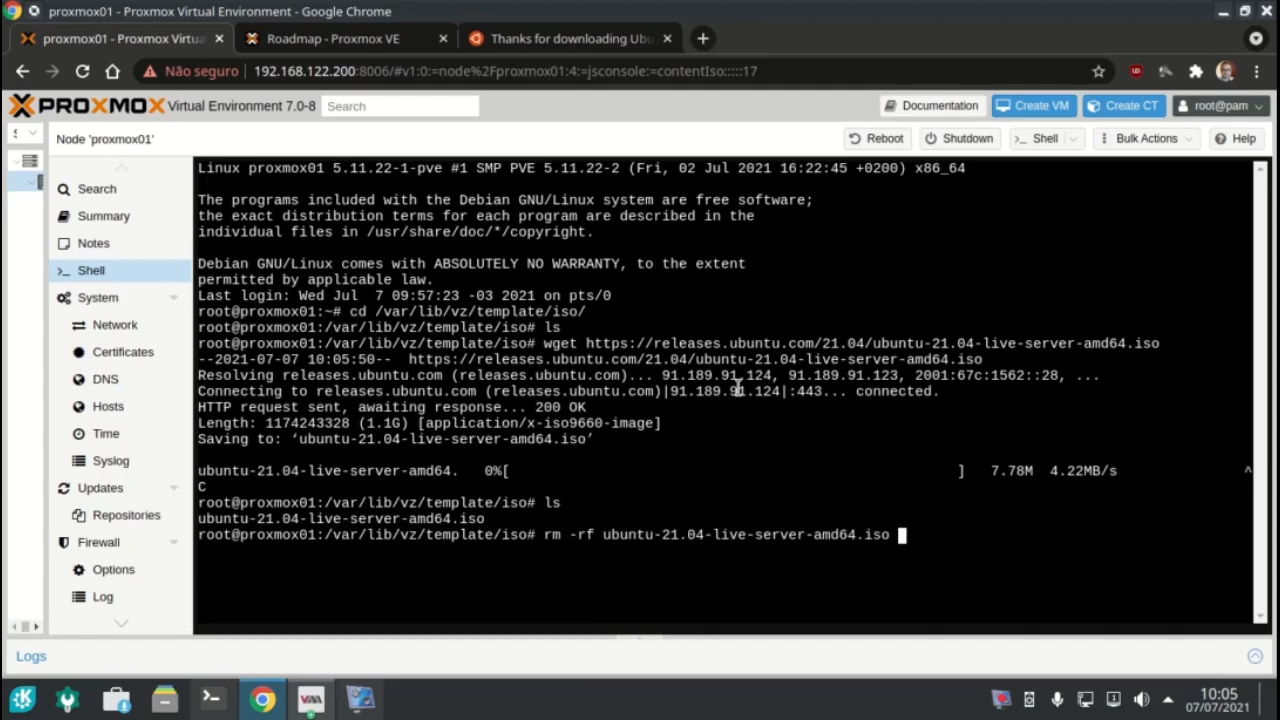 proxmox01 - Proxmox Virtual Environment - Google Chrome
proxmox01 - Proxmox Virtu
Roadmap - Proxmox VE
Thanks for downloading Ubu
Não seguro
192.168.122.200:8006/#v1:0:=node%2Fproxmox01:4:=jsconsole:=contentIso:::::17
PROXMOX Virtual Environment 7.0-8
Search
Documentation
Create VM
Create CT
root@pam
Node 'proxmox01'
Reboot
Shutdown
Shell
Bulk Actions
Help
Search
Summary
Notes
Shell
System
Network
Certificates
DNS
Hosts
Time
Syslog
Updates
Repositories
Firewall
Options
Log
Linux proxmox01 5.11.22-1-pve #1 SMP PVE 5.11.22-2 (Fri, 02 Jul 2021 16:22:45 +0200) x86_64
The programs included with the Debian GNU/Linux system are free software;
the exact distribution terms for each program are described in the
individual files in /usr/share/doc/*/copyright.
Debian GNU/Linux comes with ABSOLUTELY NO WARRANTY, to the extent
permitted by applicable law.
Last login: Wed Jul  7 09:57:23 -03 2021 on pts/0
root@proxmox01:~# cd /var/lib/vz/template/iso/
root@proxmox01:/var/lib/vz/template/iso# ls
root@proxmox01:/var/lib/vz/template/iso# wget https://releases.ubuntu.com/21.04/ubuntu-21.04-live-server-amd64.iso
--2021-07-07 10:05:50--  https://releases.ubuntu.com/21.04/ubuntu-21.04-live-server-amd64.iso
Resolving releases.ubuntu.com (releases.ubuntu.com)... 91.189.91.124, 91.189.91.123, 2001:67c:1562::28, ...
Connecting to releases.ubuntu.com (releases.ubuntu.com)|91.189.91.124|:443... connected.
HTTP request sent, awaiting response... 200 OK
Length: 1174243328 (1.1G) [application/x-iso9660-image]
Saving to: ‘ubuntu-21.04-live-server-amd64.iso’
ubuntu-21.04-live-server-amd64.   0%[                    ]   7.78M  4.22MB/s               ^
C
root@proxmox01:/var/lib/vz/template/iso# ls
ubuntu-21.04-live-server-amd64.iso
root@proxmox01:/var/lib/vz/template/iso# rm -rf ubuntu-21.04-live-server-amd64.iso
Logs
10:05
07/07/2021